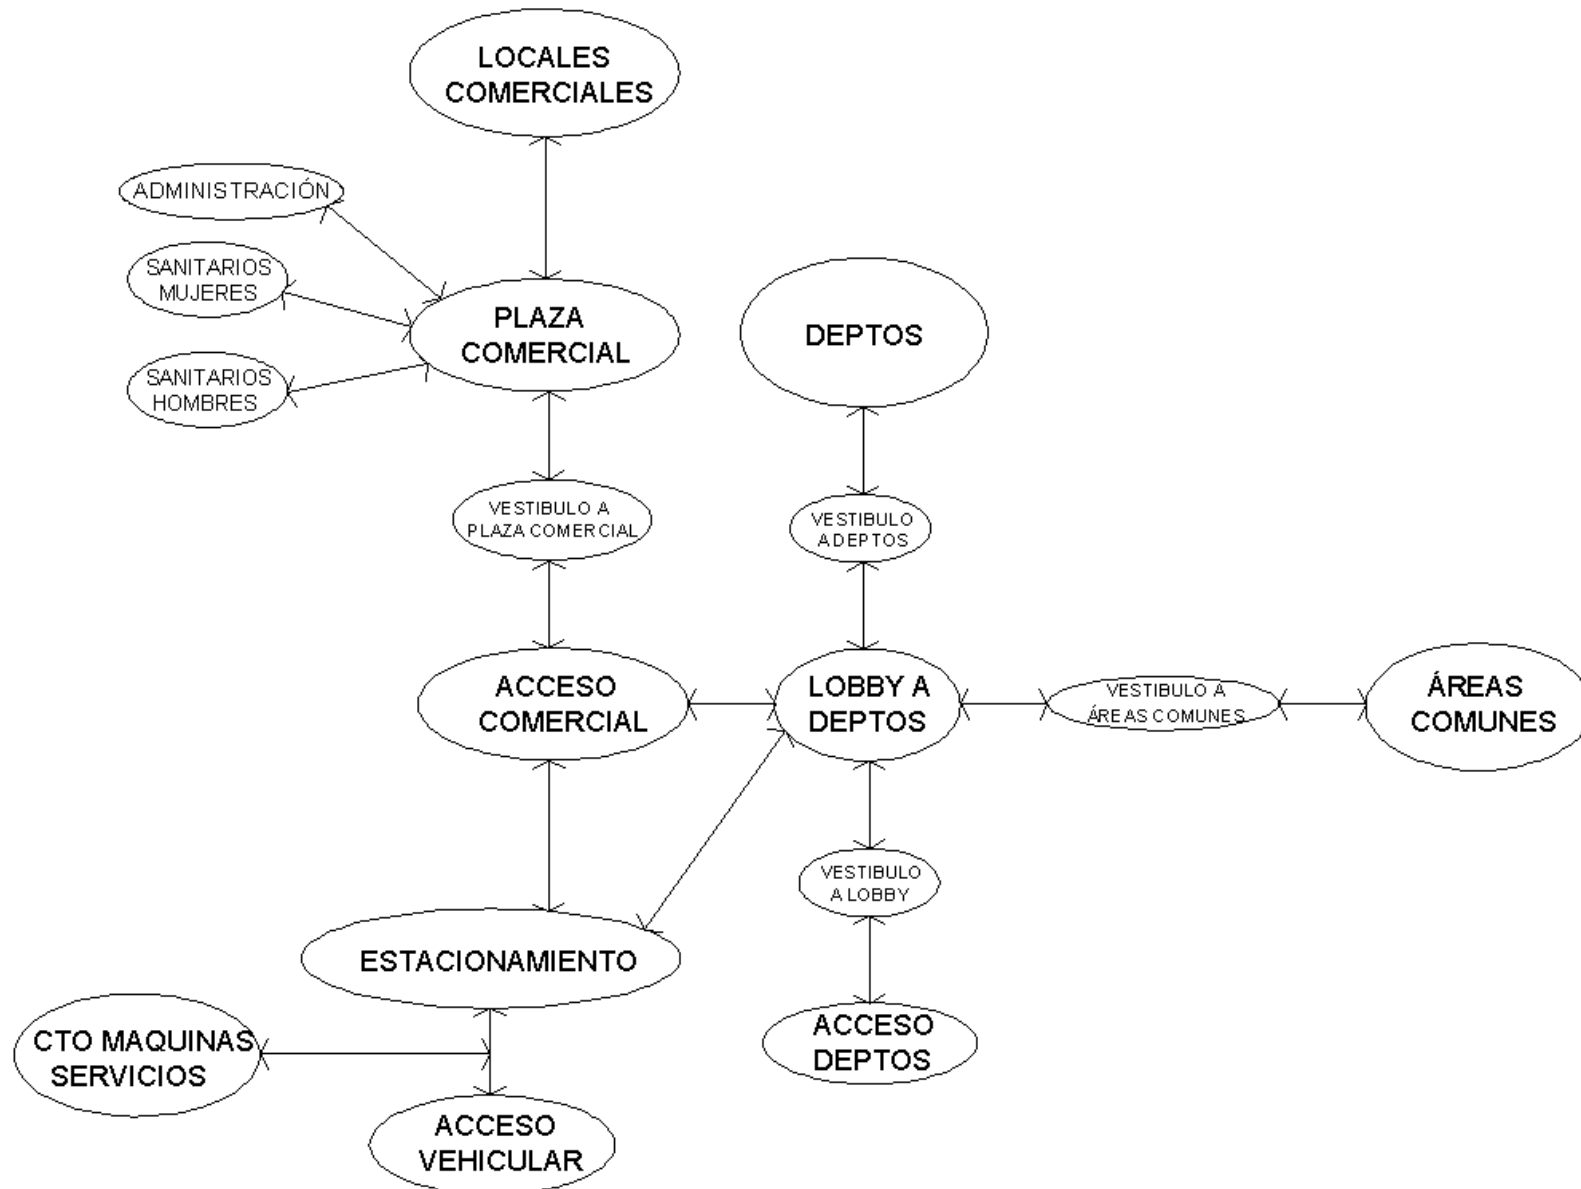 LOCALES
COMERCIALES
ADMINISTRACIÓN
SANITARIOS
MUJERES
SANITARIOS
HOMBRES
PLAZA
COMERCIAL
DEPTOS
VESTIBULO A
PLAZA COMERCIAL
VESTIBULO
A DEPTOS
ACCESO
COMERCIAL
LOBBY A
DEPTOS
VESTIBULO A
ÁREAS COMUNES
ÁREAS
COMUNES
VESTIBULO
A LOBBY
ESTACIONAMIENTO
CTO MAQUINAS
SERVICIOS
ACCESO
DEPTOS
ACCESO
VEHICULAR